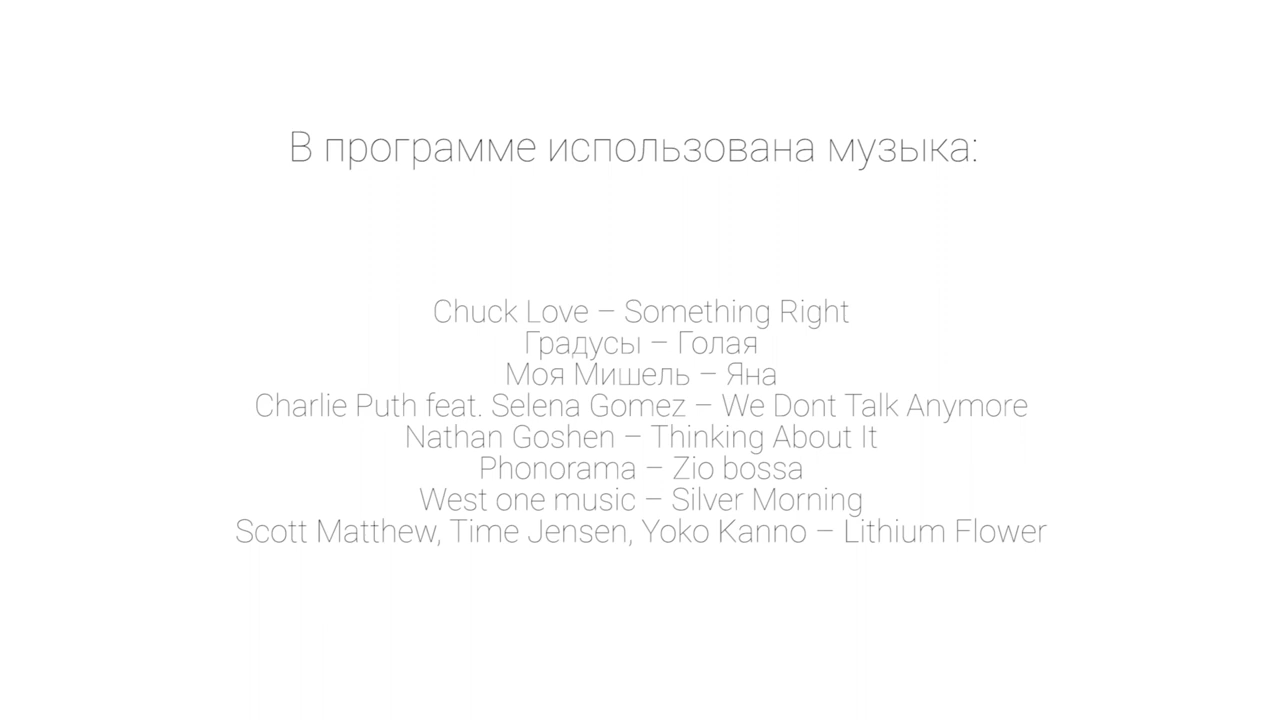 В программе использована музыка:
Chuck Love – Something Right
Градусы – Голая
Моя Мишель – Яна
Charlie Puth feat. Selena Gomez – We Dont Talk Anymore
Nathan Goshen – Thinking About It
Phonorama – Zio bossa
West one music – Silver Morning
Scott Matthew, Time Jensen, Yoko Kanno – Lithium Flower